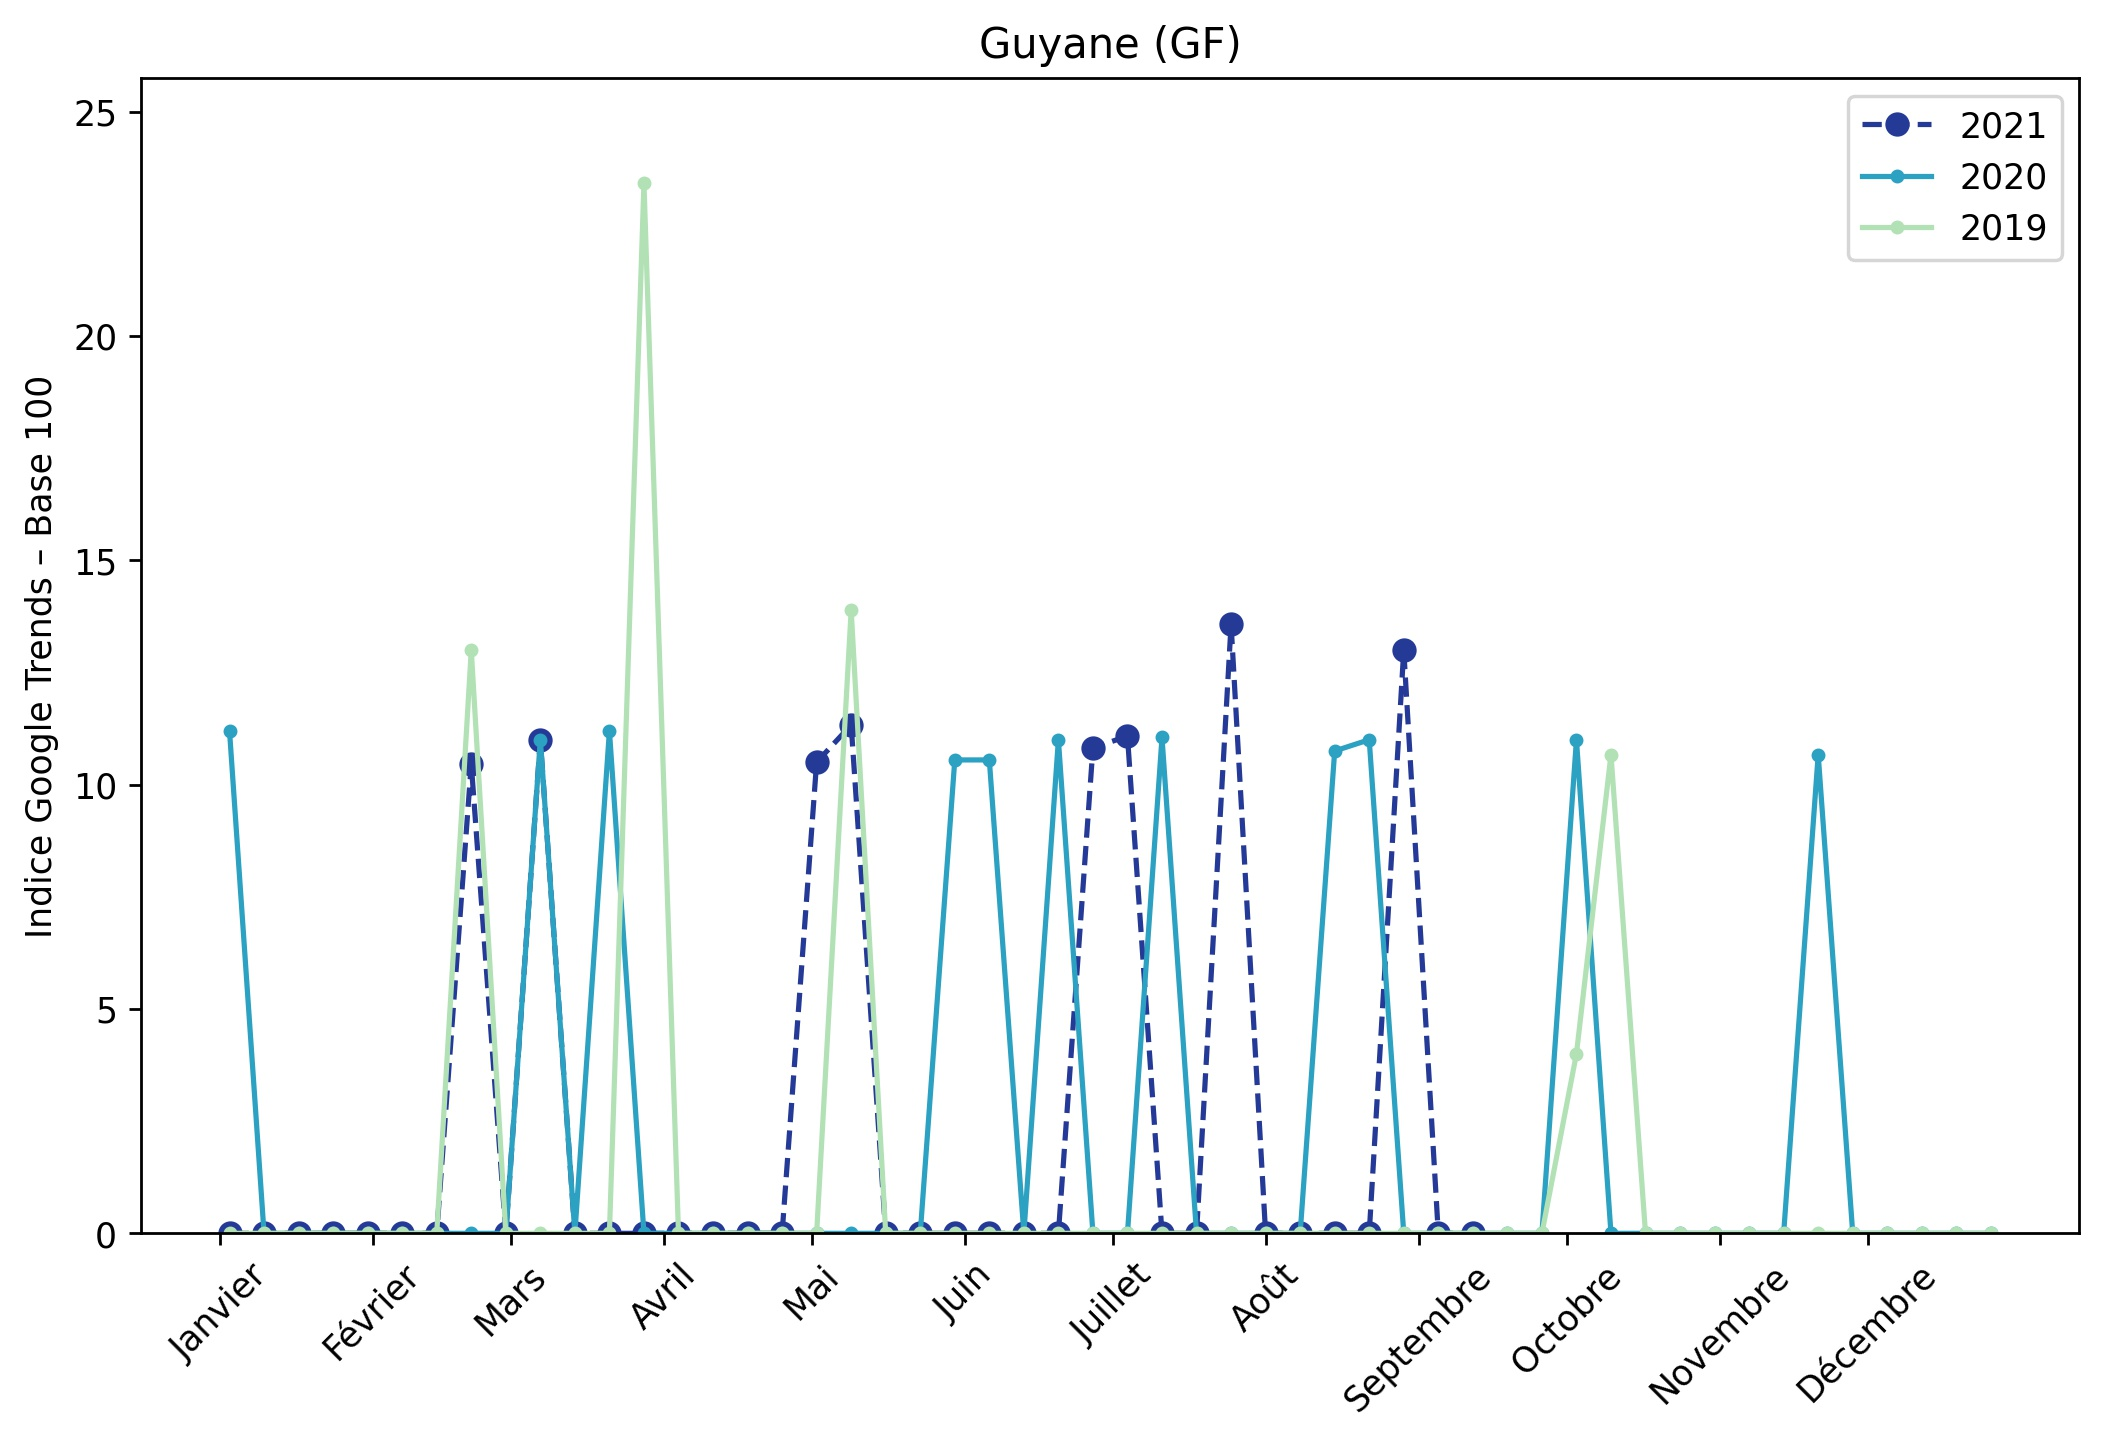 Guyane (GF)
Indice Google Trends – Base 100
25
20
15
10
5
0
2021
2020
2019
Janvier
Février
Mars
Avril
Mai
Juin
Juillet
Août
Septembre
Octobre
Novembre
Décembre